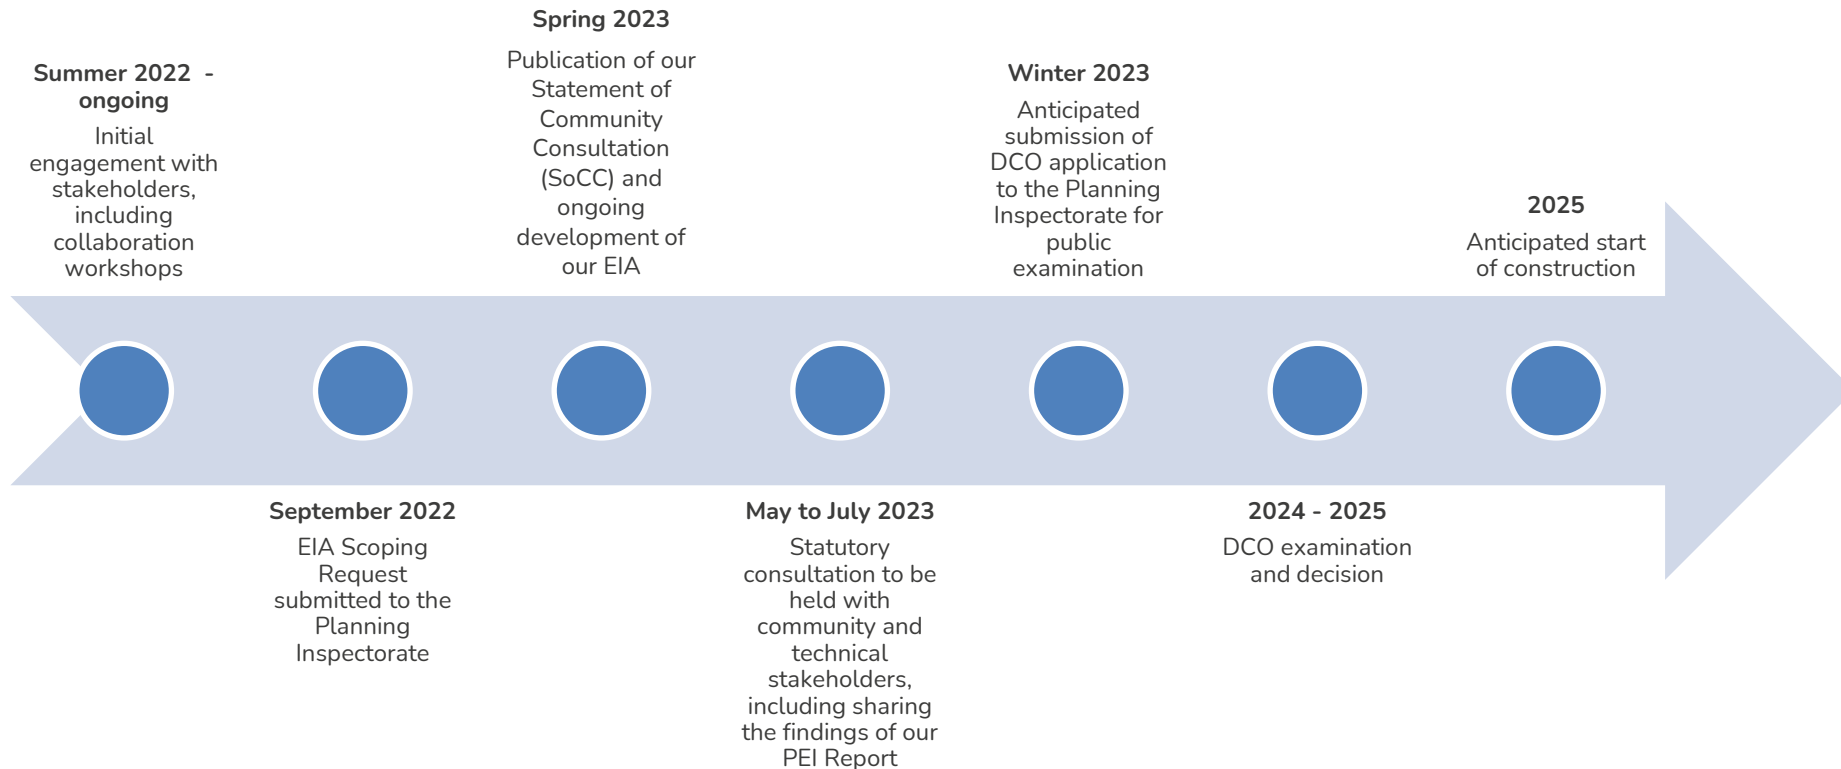 Summer 2022 -
ongoing
Initial
engagement with
stakeholders,
including
collaboration
workshops
September 2022
EIA Scoping
Request
submitted to the
Planning
Inspectorate
Spring 2023
Publication of our
Statement of
Community
Consultation
(SoCC) and
ongoing
development of
our EIA
May to July 2023
Statutory
consultation to be
held with
community and
technical
stakeholders,
including sharing
the findings of our
PEI Report
Winter 2023
Anticipated
submission of
DCO application
to the Planning
Inspectorate for
public
examination
2024 - 2025
DCO examination
and decision
2025
Anticipated start
of construction